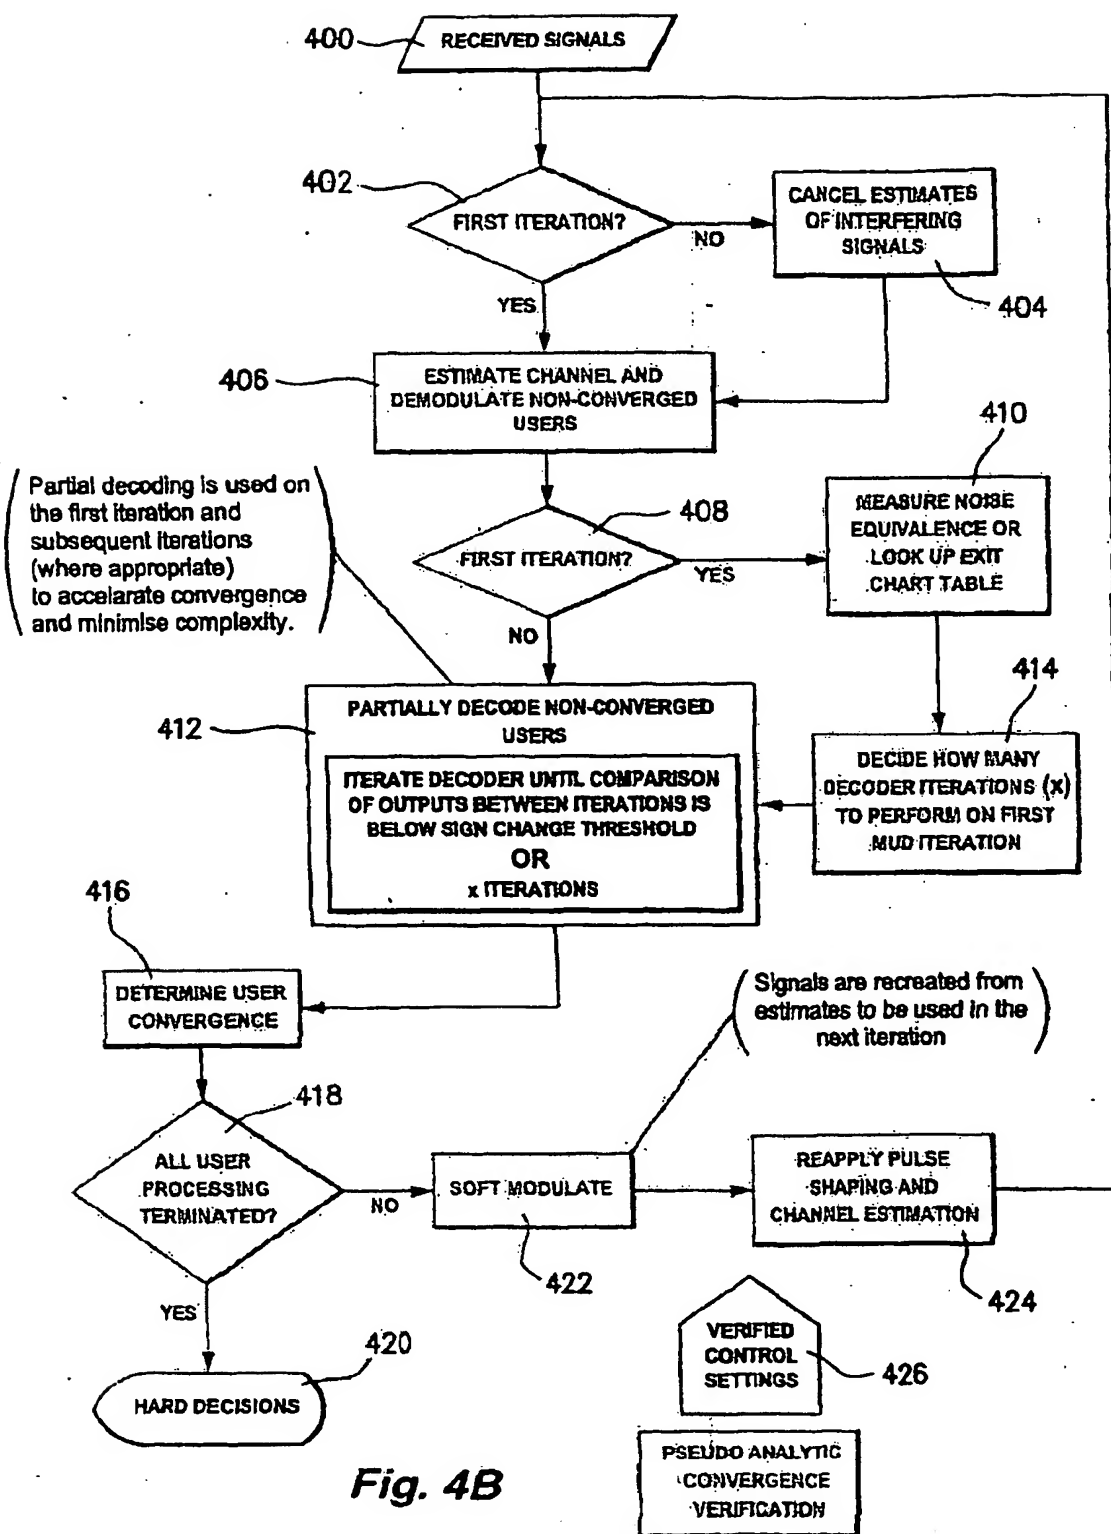 400
RECEIVED SIGNALS
402
FIRST ITERATION?
NO
CANCEL ESTIMATES
OF INTERFERING
SIGNALS
404
YES
406
ESTIMATE CHANNEL AND
DEMODULATE NON-CONVERGED
USERS
410
Partial decoding is used on
the first iteration and
subsequent iterations
(where appropriate)
to accelarate convergence
and minimise complexity.
408
FIRST ITERATION?
YES
MEASURE NOISE
EQUIVALENCE OR
LOOK UP EXIT
CHART TABLE
NO
414
412
PARTIALLY DECODE NON-CONVERGED
USERS
ITERATE DECODER UNTIL COMPARISON
OF OUTPUTS BETWEEN ITERATIONS IS
BELOW SIGN CHANGE THRESHOLD
OR
x ITERATIONS
DECIDE HOW MANY
DECODER ITERATIONS (x)
TO PERFORM ON FIRST
MUD ITERATION
416
DETERMINE USER
CONVERGENCE
Signals are recreated from
estimates to be used in the
next iteration
418
ALL USER
PROCESSING
TERMINATED?
NO
SOFT MODULATE
422
REAPPLY PULSE
SHAPING AND
CHANNEL ESTIMATION
424
YES
420
HARD DECISIONS
VERIFIED
CONTROL
SETTINGS
426
PSEUDO ANALYTIC
CONVERGENCE
VERIFICATION
Fig. 4B